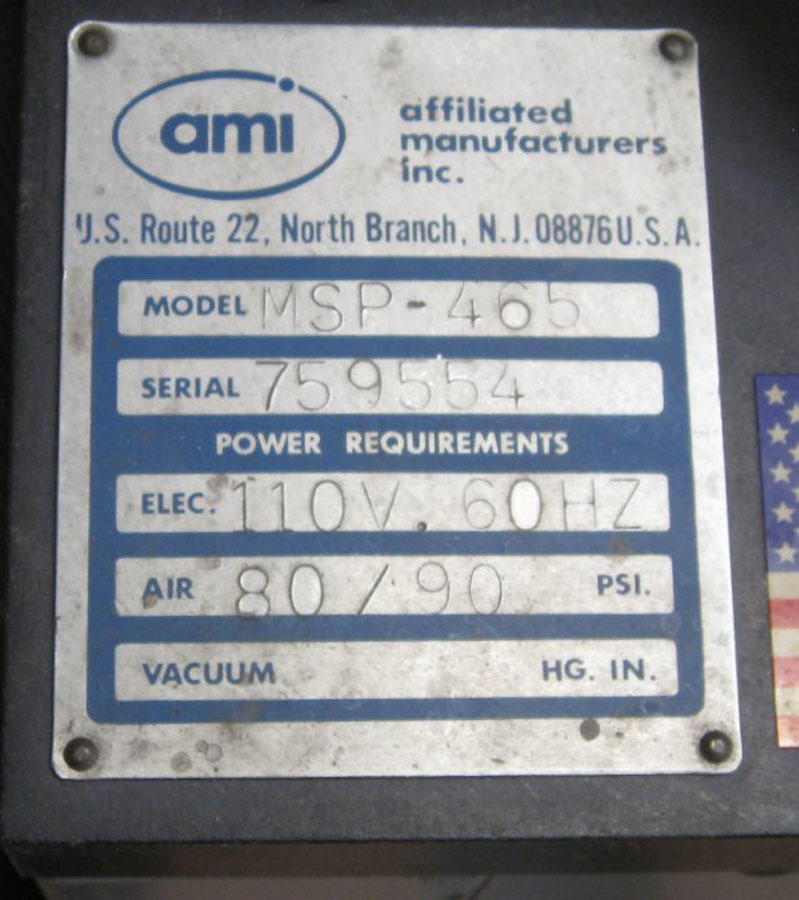 ami
affiliated
manufacturers
inc.
U.S. Route 22, North Branch, N.J. 08876 U.S.A.
MODEL MSP-465
SERIAL 759554
POWER REQUIREMENTS
ELEC. 110V. 60HZ
AIR 80/90 PSI.
VACUUM HG. IN.